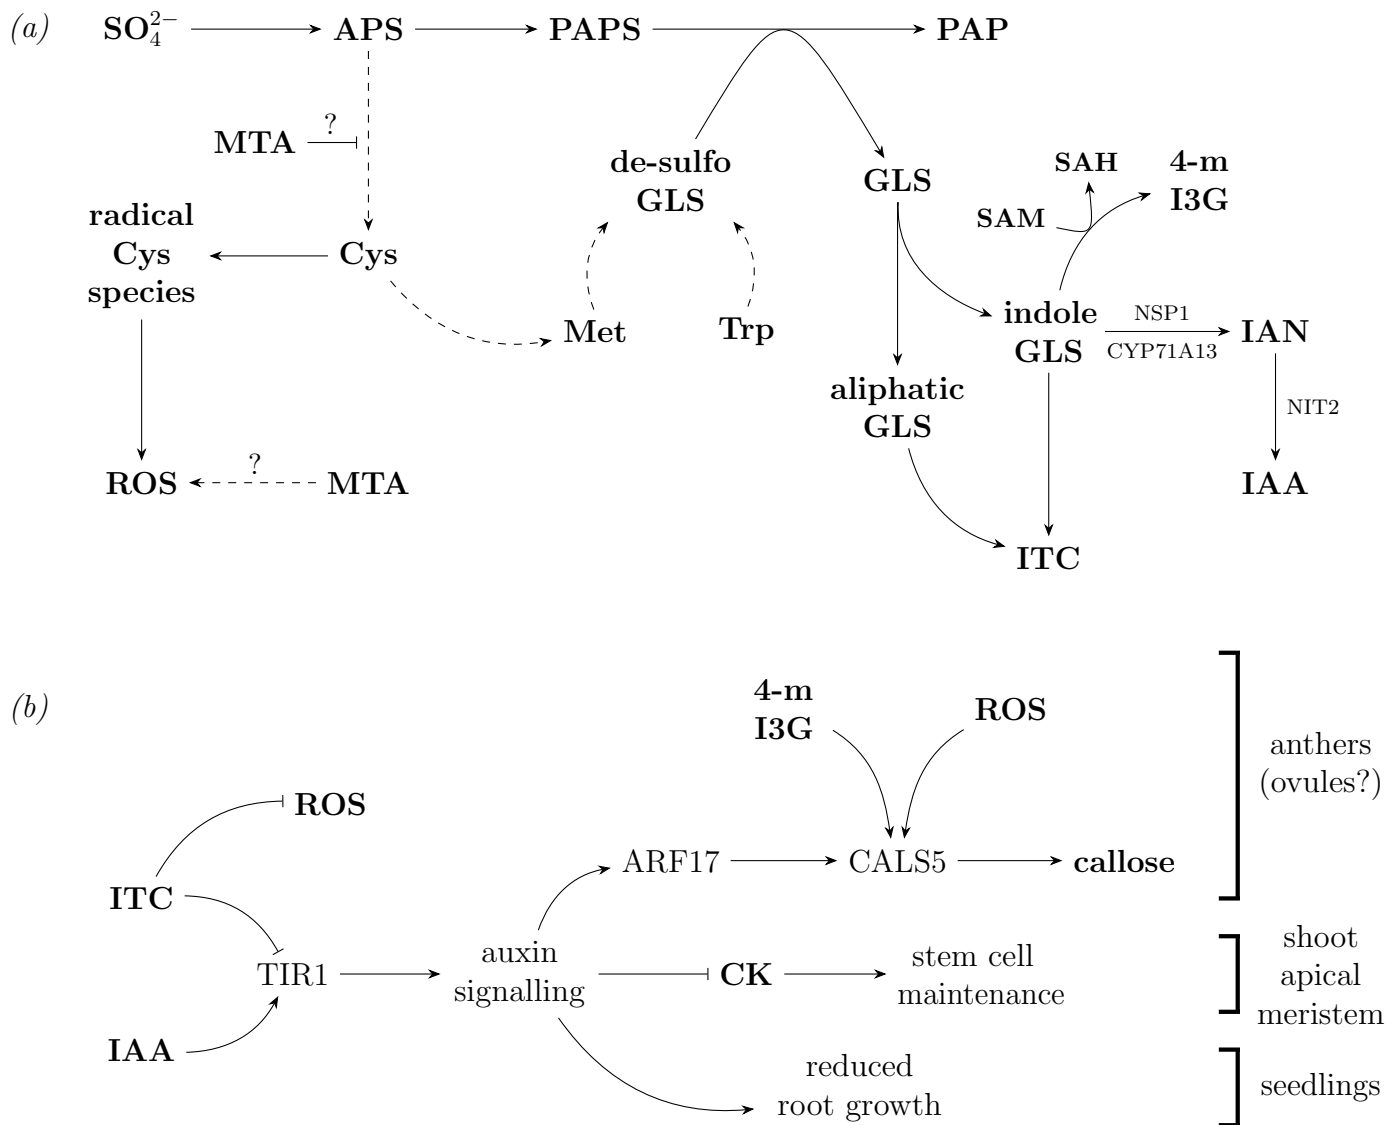 (a)
SO₄²⁻
APS
PAPS
PAP
MTA
?
de-sulfo
GLS
GLS
SAH
4-m
I3G
SAM
radical
Cys
species
Cys
Met
Trp
indole
GLS
NSP1
CYP71A13
IAN
aliphatic
GLS
NIT2
ROS
?
MTA
IAA
ITC
(b)
4-m
I3G
ROS
anthers
(ovules?)
ROS
ARF17
CALS5
callose
ITC
TIR1
auxin
signalling
CK
stem cell
maintenance
shoot
apical
meristem
IAA
reduced
root growth
seedlings